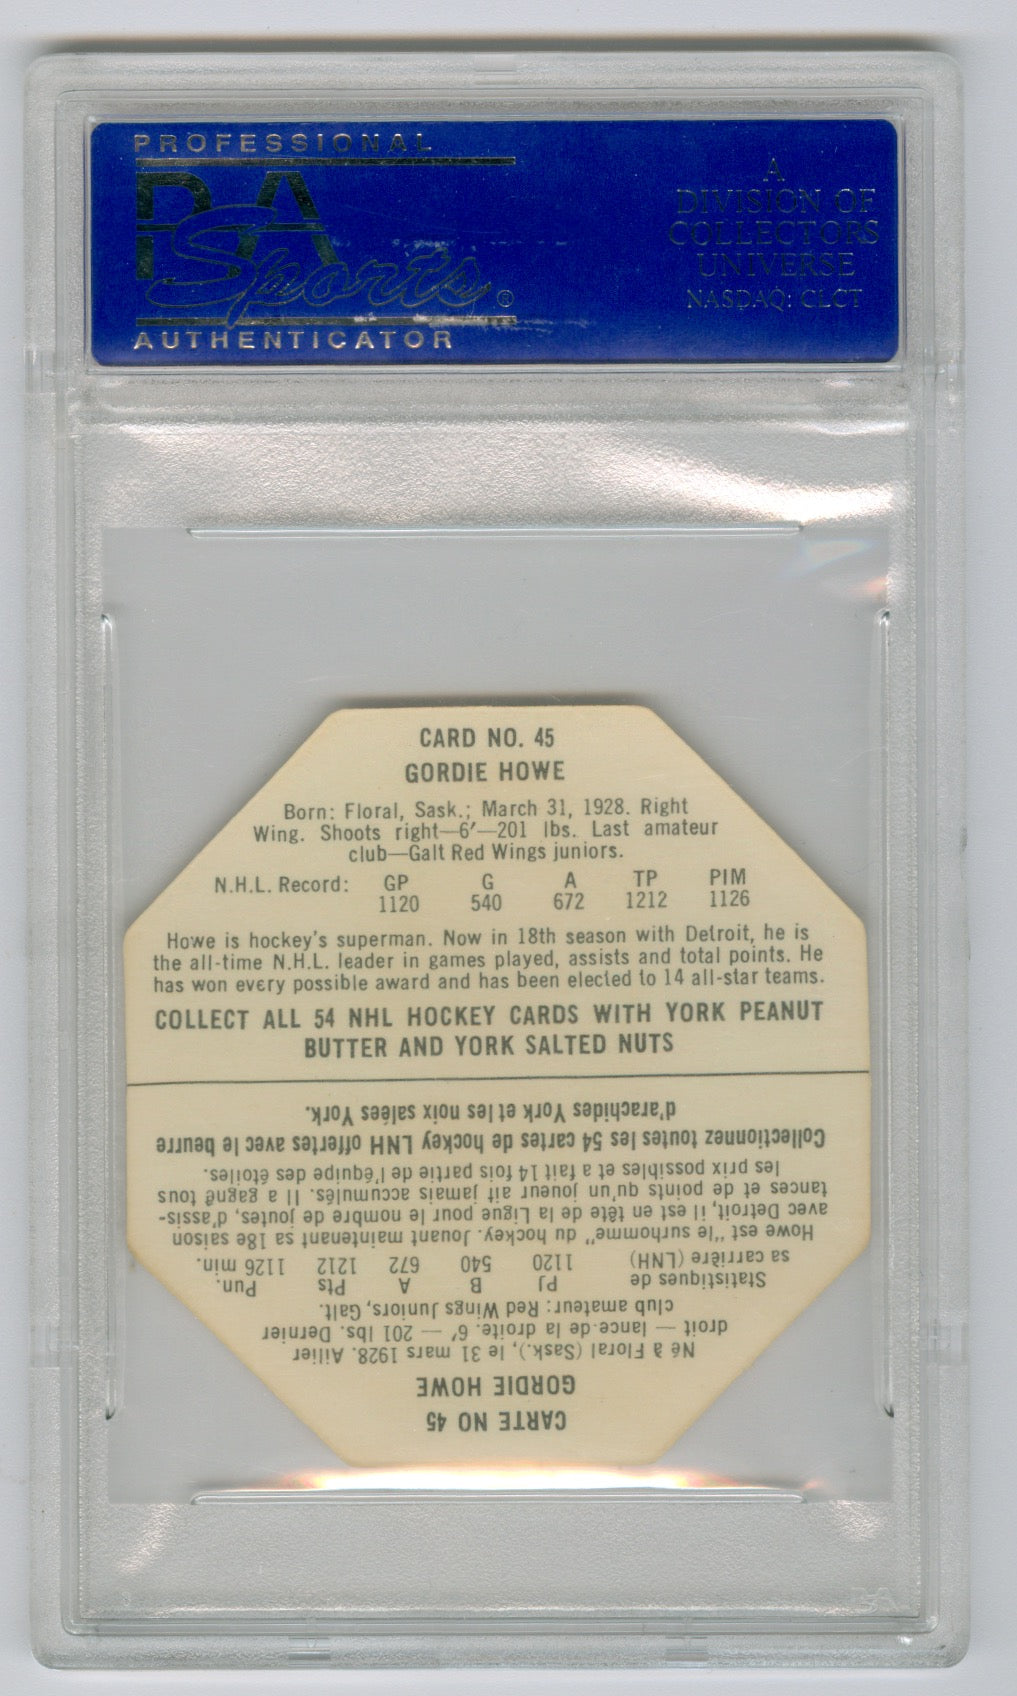 PROFESSIONAL
PSA
Sports®
AUTHENTICATOR
A
DIVISION OF
COLLECTORS
UNIVERSE
NASDAQ: CLCT
CARD NO. 45
GORDIE HOWE
Born: Floral, Sask.; March 31, 1928. Right
Wing. Shoots right—6'—201 lbs. Last amateur
club—Galt Red Wings juniors.
N.H.L. Record: GP G A TP PIM
1120 540 672 1212 1126
Howe is hockey's superman. Now in 18th season with Detroit, he is
the all-time N.H.L. leader in games played, assists and total points. He
has won every possible award and has been elected to 14 all-star teams.
COLLECT ALL 54 NHL HOCKEY CARDS WITH YORK PEANUT
BUTTER AND YORK SALTED NUTS
CARTE NO 45
GORDIE HOWE
Né à Floral (Sask.), le 31 mars 1928. Ailier
droit — lance de la droite. 6' — 201 lbs. Dernier
club amateur: Red Wings Juniors, Galt.
Statistiques de PJ B A Pts Pun.
sa carrière (LNH) 1120 540 672 1212 1126 min.
Howe est "le surhomme" du hockey. Jouant maintenant sa 18e saison
avec Detroit, il est en tête de la Ligue pour le nombre de joutes, d'assis-
tances et de points qu'un joueur ait jamais accumulés. Il a gagné tous
les prix possibles et a fait 14 fois partie de l'équipe des étoiles.
Collectionnez toutes les 54 cartes de hockey LNH offertes avec le beurre
d'arachides York et les noix salées York.
PSA